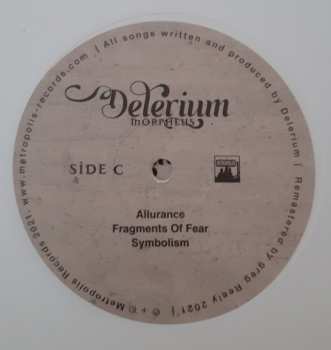 Delerium
MORPHEUS
SIDE C
Allurance
Fragments Of Fear
Symbolism
www.metropolis-records.com | All songs written and produced by Delerium | Remastered by greg Reely 2021 | ℗ + © Metropolis Records 2021